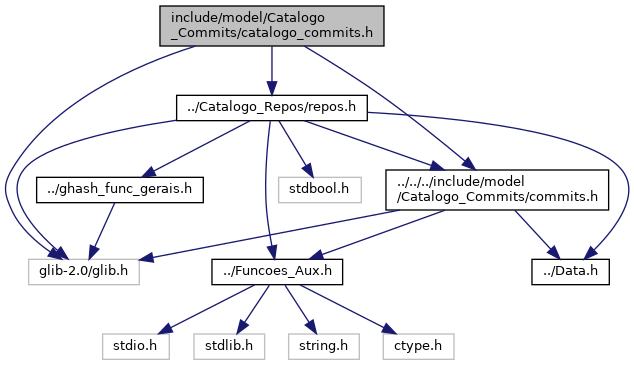 include/model/Catalogo
_Commits/catalogo_commits.h
../Catalogo_Repos/repos.h
../ghash_func_gerais.h
stdbool.h
../../../include/model
/Catalogo_Commits/commits.h
glib-2.0/glib.h
../Funcoes_Aux.h
../Data.h
stdio.h
stdlib.h
string.h
ctype.h